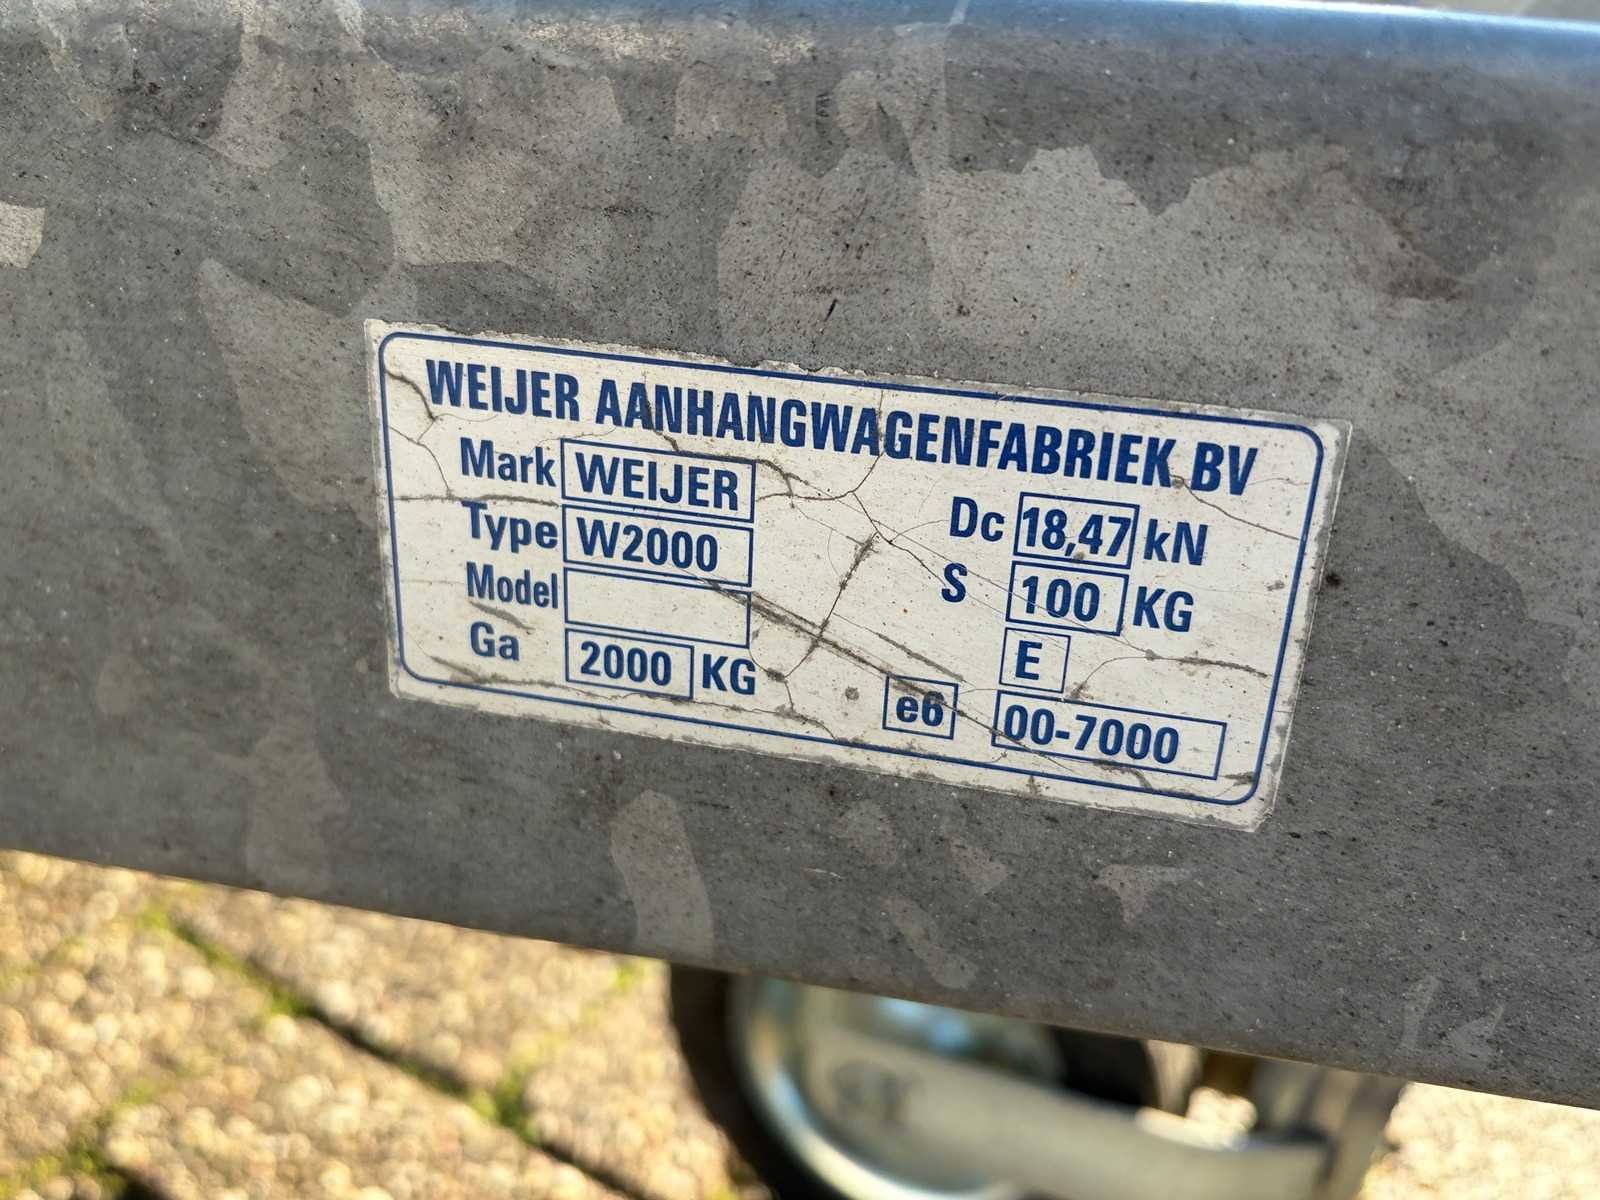 WEIJER AANHANGWAGENFABRIEK BV
Mark WEIJER
Type W2000
Model
Ga 2000 KG
Dc 18,47 kN
S 100 KG
E
e6 00-7000